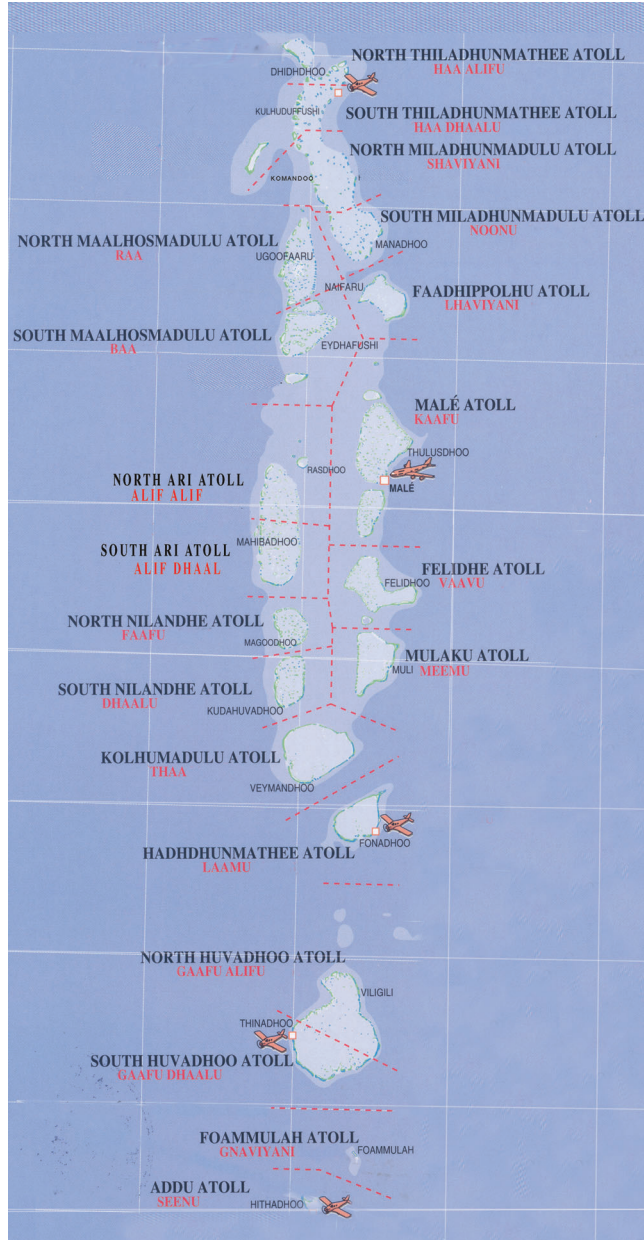 NORTH THILADHUNMATHEE ATOLL
HAA ALIFU
DHIDHDHOO
SOUTH THILADHUNMATHEE ATOLL
HAA DHAALU
KULHUDUFFUSHI
NORTH MILADHUNMADULU ATOLL
SHAVIYANI
KOMANDOO
SOUTH MILADHUNMADULU ATOLL
NOONU
MANADHOO
NORTH MAALHOSMADULU ATOLL
RAA
UGOOFAARU
NAIFARU
FAADHIPPOLHU ATOLL
LHAVIYANI
SOUTH MAALHOSMADULU ATOLL
BAA
EYDHAFUSHI
MALÉ ATOLL
KAAFU
THULUSDHOO
RASDHOO
NORTH ARI ATOLL
ALIF ALIF
MALÉ
SOUTH ARI ATOLL
ALIF DHAAL
MAHIBADHOO
FELIDHE ATOLL
VAAVU
FELIDHOO
NORTH NILANDHE ATOLL
FAAFU
MAGOODHOO
MULAKU ATOLL
MEEMU
MULI
SOUTH NILANDHE ATOLL
DHAALU
KUDAHUVADHOO
KOLHUMADULU ATOLL
THAA
VEYMANDHOO
FONADHOO
HADHDHUNMATHEE ATOLL
LAAMU
NORTH HUVADHOO ATOLL
GAAFU ALIFU
VILIGILI
THINADHOO
SOUTH HUVADHOO ATOLL
GAAFU DHAALU
FOAMMULAH ATOLL
GNAVIYANI
FOAMMULAH
ADDU ATOLL
SEENU
HITHADHOO